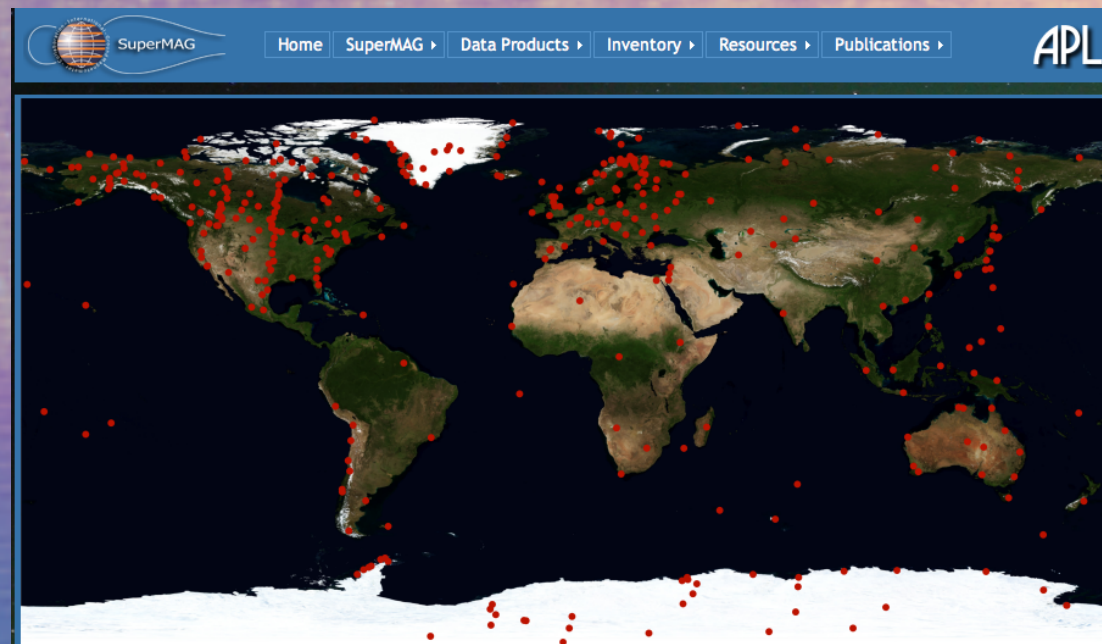 SuperMAG
Home SuperMAG Data Products Inventory Resources Publications
APL